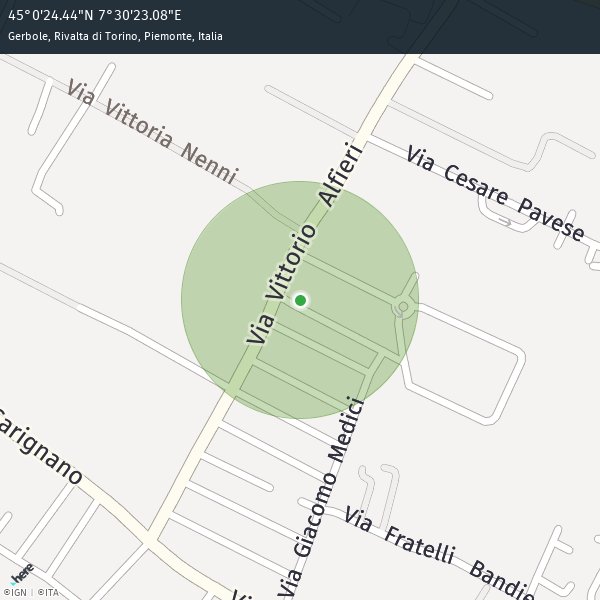 45°0'24.44"N 7°30'23.08"E
Gerbole, Rivalta di Torino, Piemonte, Italia
Via Vittoria Nenni
Via Vittorio Alfieri
Via Cesare Pavese
Carignano
Via Giacomo Medici
Via Fratelli Bandie
Vi
here
©IGN | ©ITA